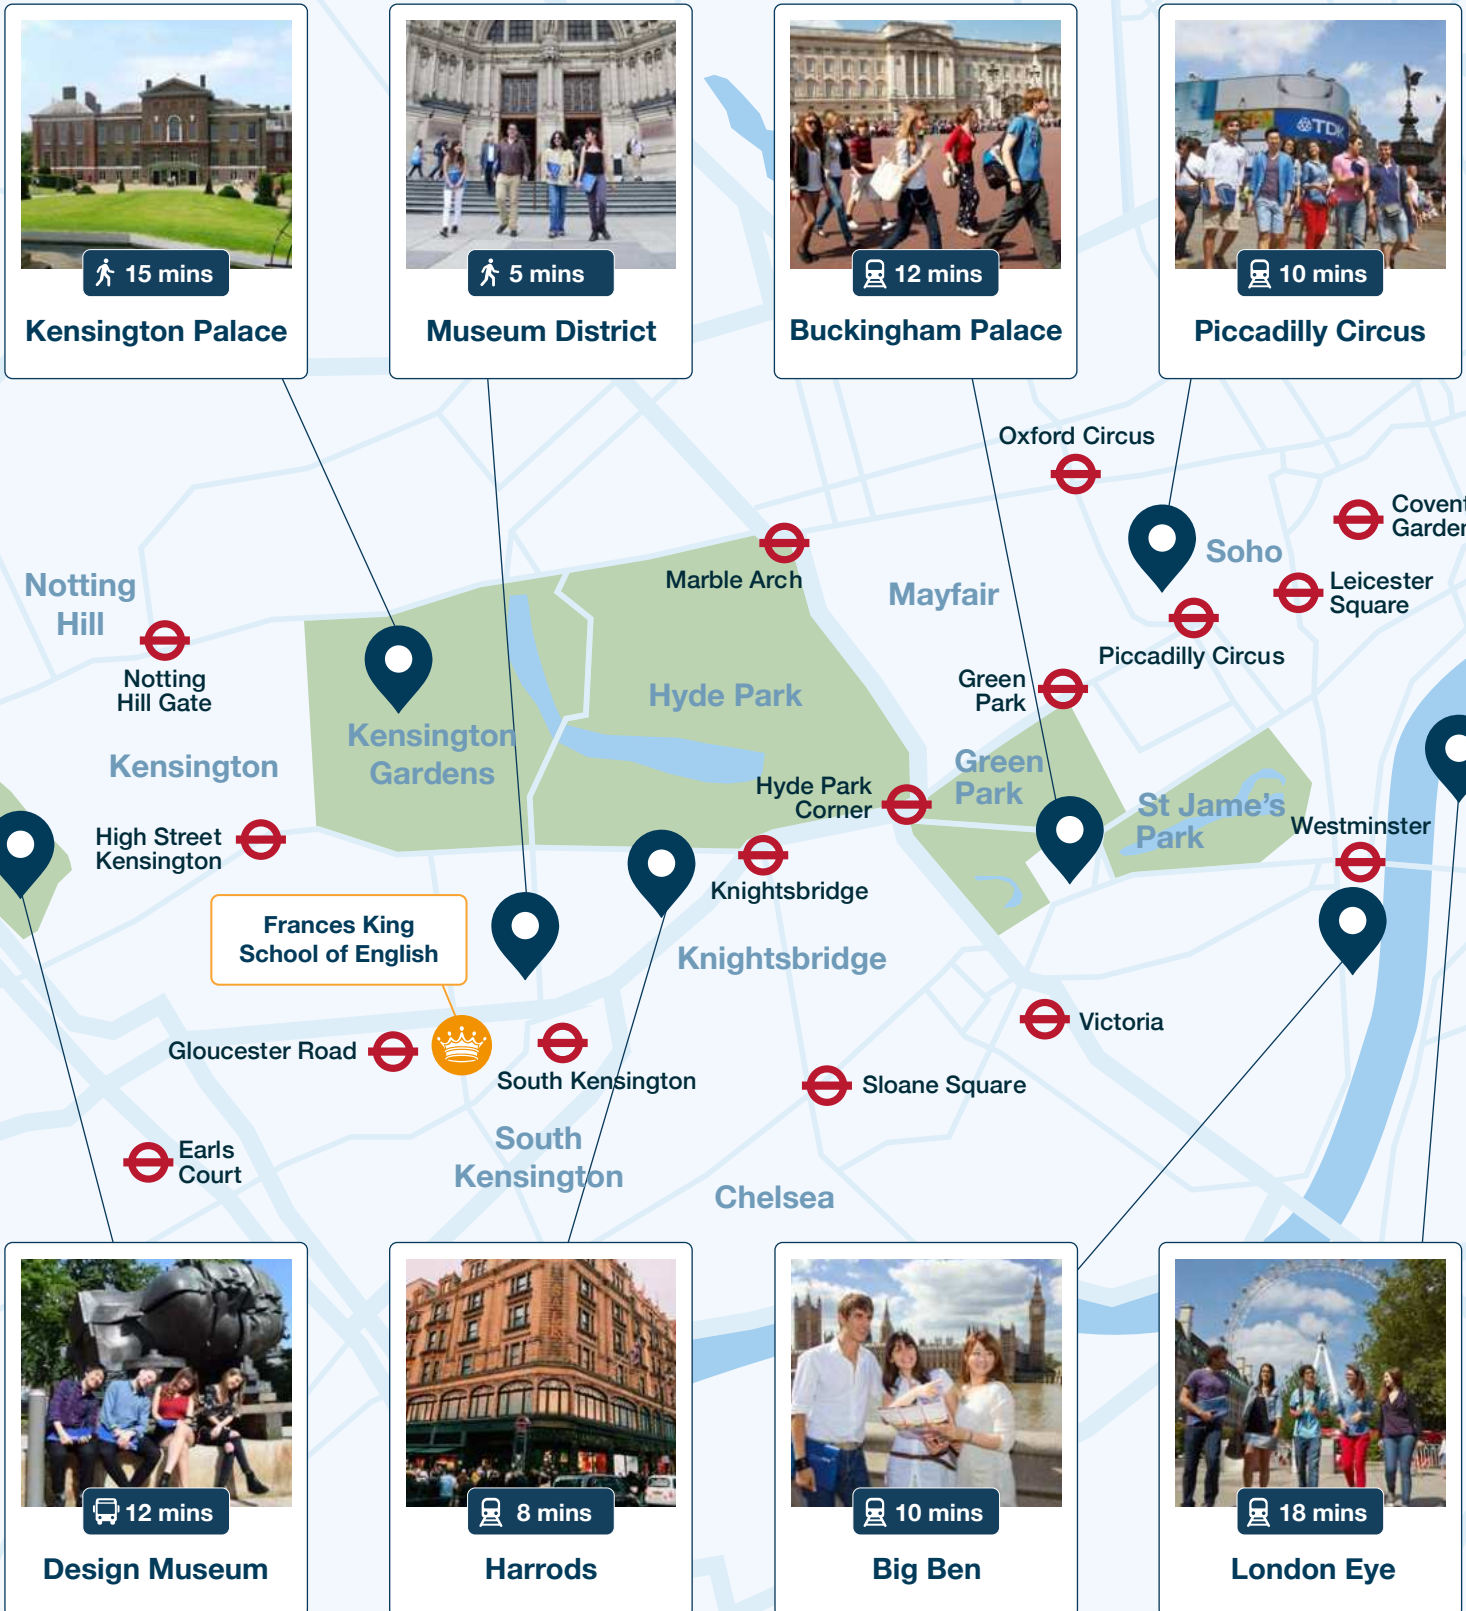 TDK
15 mins
Kensington Palace
5 mins
Museum District
12 mins
Buckingham Palace
10 mins
Piccadilly Circus
Oxford Circus
Covent
Garden
Soho
Marble Arch
Mayfair
Leicester
Square
Notting
Hill
Notting
Hill Gate
Piccadilly Circus
Green
Park
Hyde Park
Kensington
Gardens
Kensington
Green
Park
Hyde Park
Corner
St Jame's
Park
Westminster
High Street
Kensington
Knightsbridge
Frances King
School of English
Knightsbridge
Victoria
Gloucester Road
South Kensington
Sloane Square
Earls
Court
South
Kensington
Chelsea
12 mins
Design Museum
8 mins
Harrods
10 mins
Big Ben
18 mins
London Eye